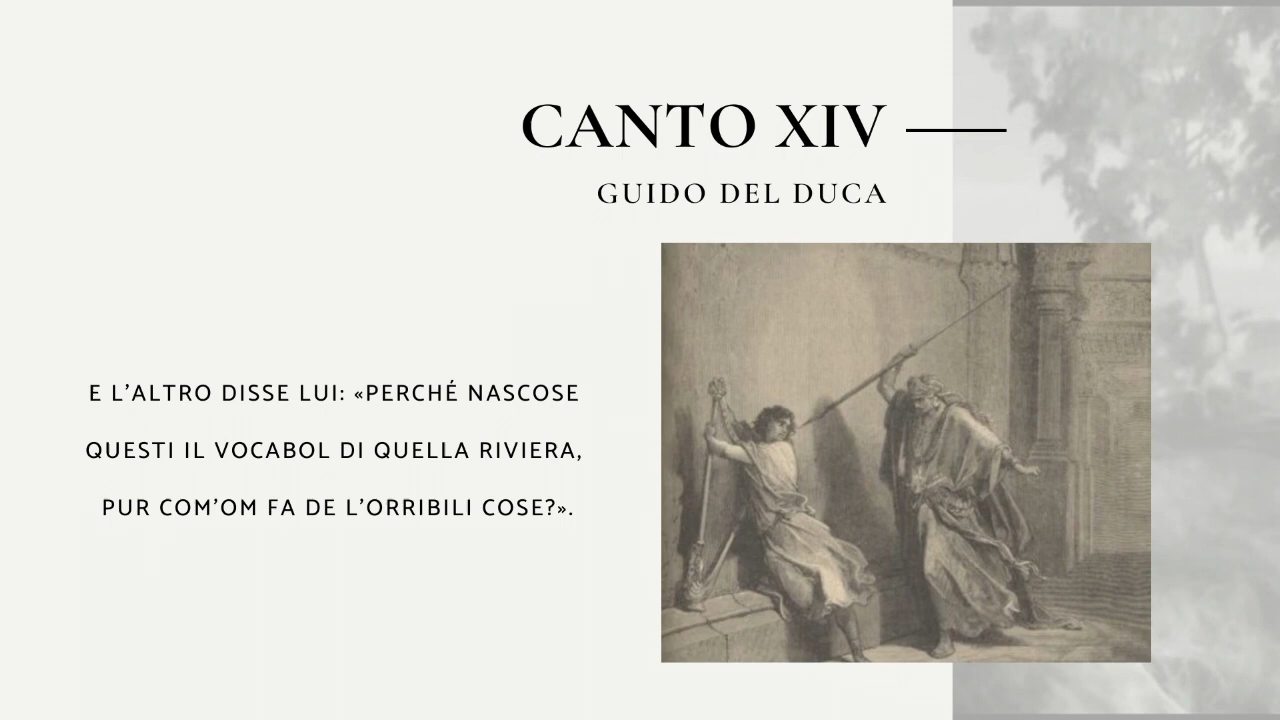 CANTO XIV
GUIDO DEL DUCA
E L'ALTRO DISSE LUI: «PERCHÉ NASCOSE
QUESTI IL VOCABOL DI QUELLA RIVIERA,
PUR COM'OM FA DE L'ORRIBILI COSE?».